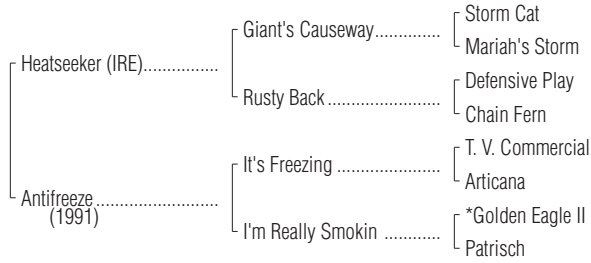 Storm Cat
Giant's Causeway..............
Mariah's Storm
Heatseeker (IRE)................
Defensive Play
Rusty Back ........................
Chain Fern
T. V. Commercial
It's Freezing ......................
Articana
Antifreeze..........................
(1991)
*Golden Eagle II
I'm Really Smokin ............
Patrisch